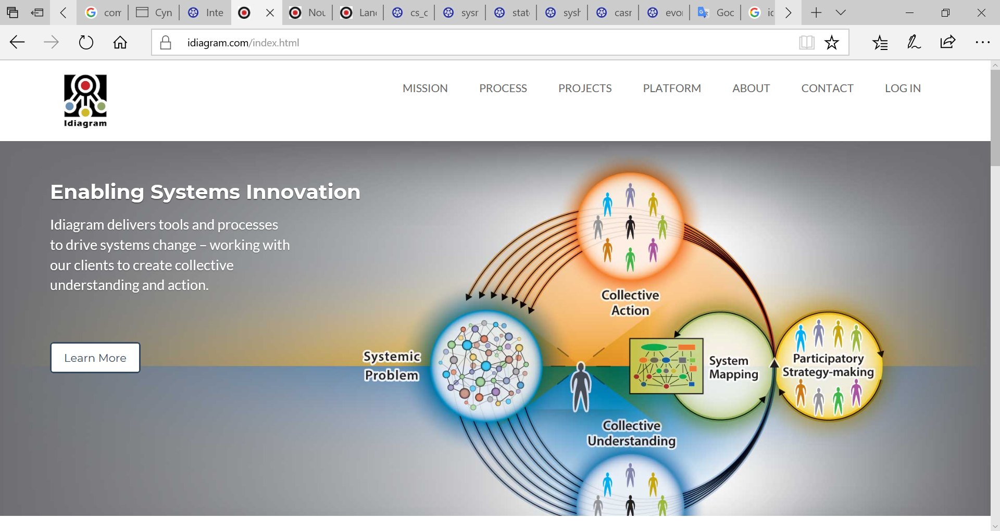 com
Cyn
Inte
Nou
Land
cs_c
sysr
stat
sysh
casr
evo
Goo
ic
idiagram.com/index.html
Idiagram
MISSION
PROCESS
PROJECTS
PLATFORM
ABOUT
CONTACT
LOG IN
Enabling Systems Innovation
Idiagram delivers tools and processes
to drive systems change – working with
our clients to create collective
understanding and action.
Learn More
Collective
Action
Systemic
Problem
System
Mapping
Participatory
Strategy-making
Collective
Understanding